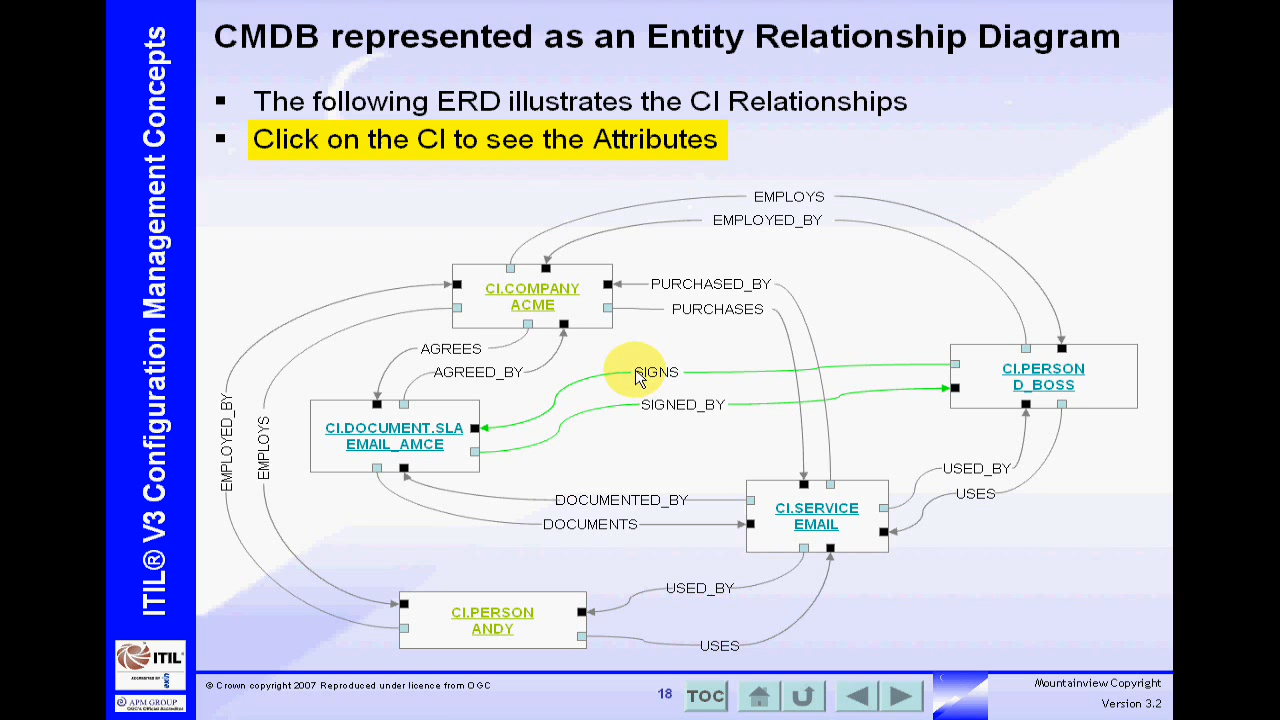 CMDB represented as an Entity Relationship Diagram
The following ERD illustrates the CI Relationships
Click on the CI to see the Attributes
ITIL® V3 Configuration Management Concepts
EMPLOYS
EMPLOYED_BY
CI.COMPANY
ACME
PURCHASED_BY
PURCHASES
AGREES
AGREED_BY
SIGNS
SIGNED_BY
CI.PERSON
D_BOSS
CI.DOCUMENT.SLA
EMAIL_AMCE
EMPLOYED_BY
EMPLOYS
USED_BY
USES
DOCUMENTED_BY
DOCUMENTS
CI.SERVICE
EMAIL
USED_BY
USES
CI.PERSON
ANDY
ITIL®
ACCREDITED BY
APM GROUP
© Crown copyright 2007 Reproduced under licence from OGC
18
TOC
Mountainview Copyright
Version 3.2